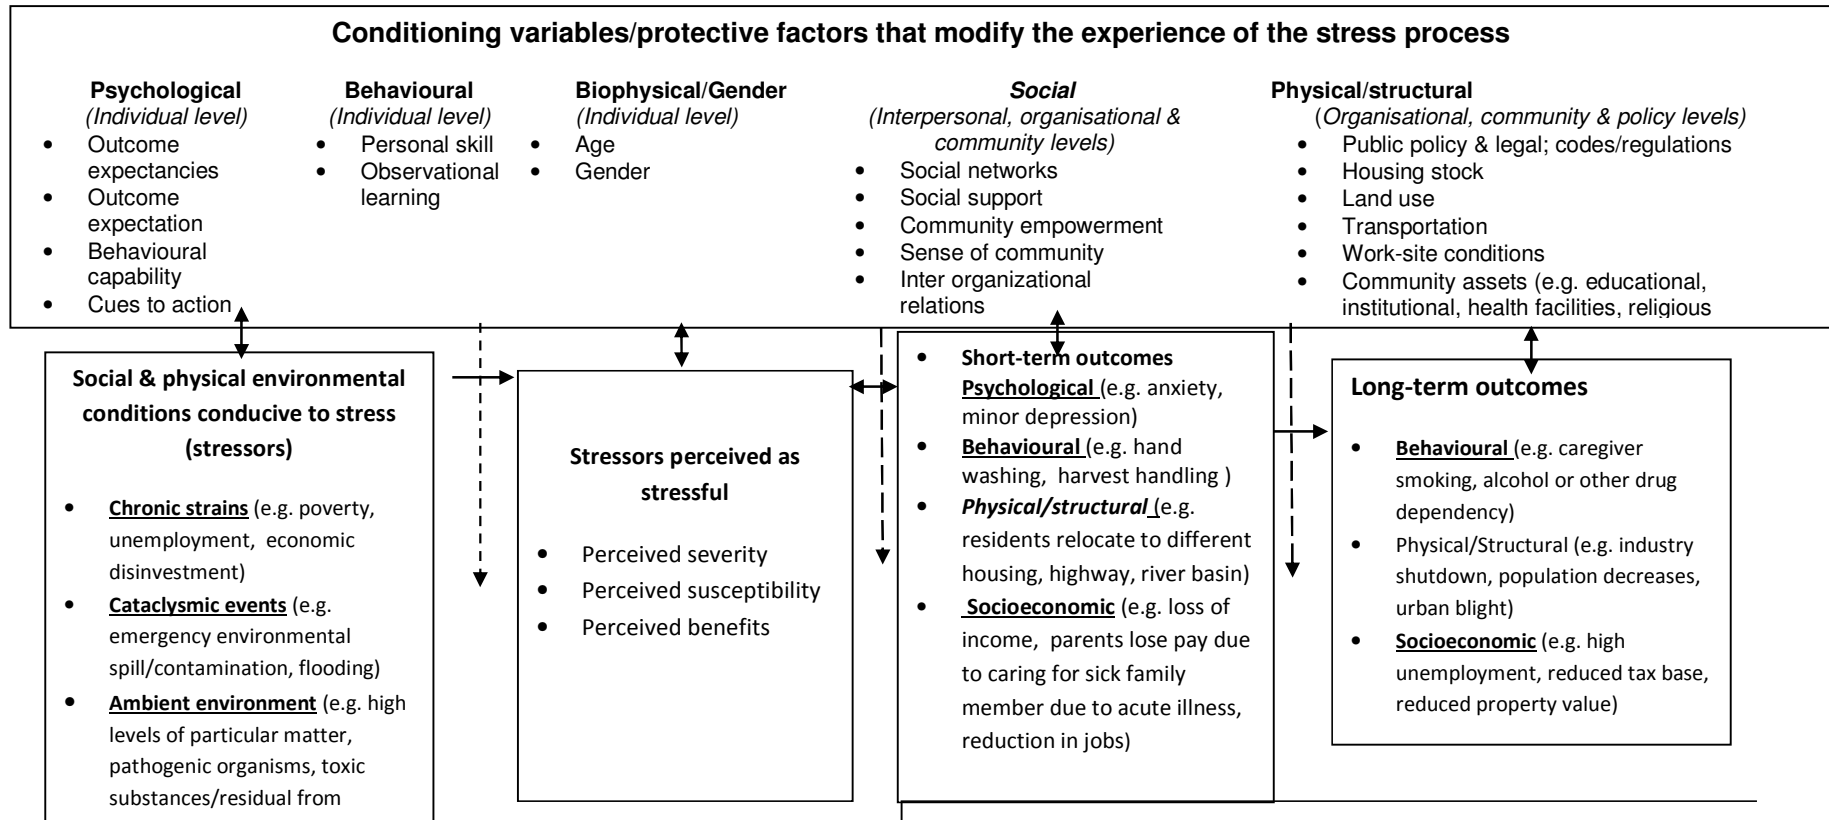 Conditioning variables/protective factors that modify the experience of the stress process
Psychological
(Individual level)
• Outcome
expectancies
• Outcome
expectation
• Behavioural
capability
• Cues to action
Behavioural
(Individual level)
• Personal skill
• Observational
learning
Biophysical/Gender
(Individual level)
• Age
• Gender
Social
(Interpersonal, organisational &
community levels)
• Social networks
• Social support
• Community empowerment
• Sense of community
• Inter organizational
relations
Physical/structural
(Organisational, community & policy levels)
• Public policy & legal; codes/regulations
• Housing stock
• Land use
• Transportation
• Work-site conditions
• Community assets (e.g. educational,
institutional, health facilities, religious
Social & physical environmental
conditions conducive to stress
(stressors)
• Chronic strains (e.g. poverty,
unemployment, economic
disinvestment)
• Cataclysmic events (e.g.
emergency environmental
spill/contamination, flooding)
• Ambient environment (e.g. high
levels of particular matter,
pathogenic organisms, toxic
substances/residual from
Stressors perceived as
stressful
• Perceived severity
• Perceived susceptibility
• Perceived benefits
• Short-term outcomes
Psychological (e.g. anxiety,
minor depression)
• Behavioural (e.g. hand
washing, harvest handling )
• Physical/structural (e.g.
residents relocate to different
housing, highway, river basin)
• Socioeconomic (e.g. loss of
income, parents lose pay due
to caring for sick family
member due to acute illness,
reduction in jobs)
Long-term outcomes
• Behavioural (e.g. caregiver
smoking, alcohol or other drug
dependency)
• Physical/Structural (e.g. industry
shutdown, population decreases,
urban blight)
• Socioeconomic (e.g. high
unemployment, reduced tax base,
reduced property value)